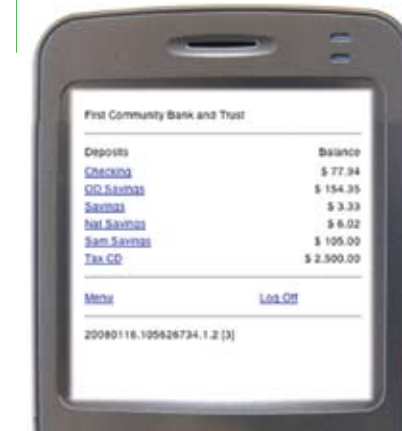 First Community Bank and Trust
Deposits Balance
Checking $ 77.94
OD Savings $ 154.35
Savings $ 3.33
Nat Savings $ 6.02
Sam Savings $ 105.00
Tax CD $ 2,500.00
Menu Log Off
20080116.105626734.1.2 [3]